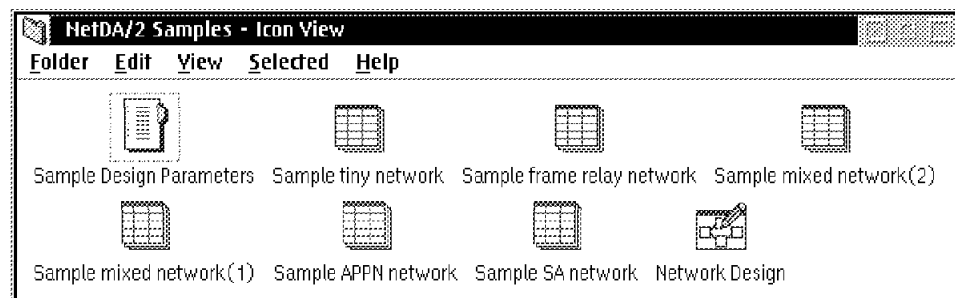 NetDA/2 Samples - Icon View
Folder Edit View Selected Help
Sample Design Parameters Sample tiny network Sample frame relay network Sample mixed network(2)
Sample mixed network(1) Sample APPN network Sample SA network Network Design